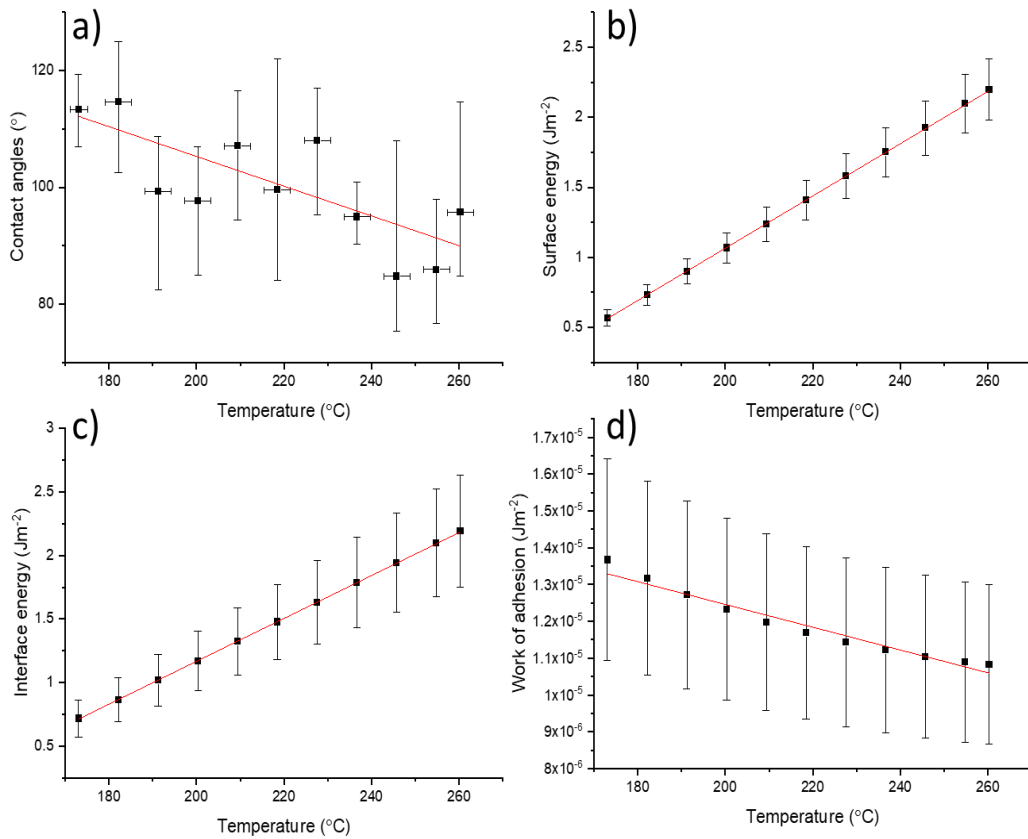 a)
120
100
80
Contact angles (°)
180 200 220 240 260
Temperature (°C)
b)
2.5
2
1.5
1
0.5
Surface energy (Jm⁻²)
180 200 220 240 260
Temperature (°C)
c)
3
2.5
2
1.5
1
0.5
Interface energy (Jm⁻²)
180 200 220 240 260
Temperature (°C)
d)
1.7x10⁻⁵
1.6x10⁻⁵
1.5x10⁻⁵
1.4x10⁻⁵
1.3x10⁻⁵
1.2x10⁻⁵
1.1x10⁻⁵
1.0x10⁻⁵
9x10⁻⁶
8x10⁻⁶
Work of adhesion (Jm⁻²)
180 200 220 240 260
Temperature (°C)